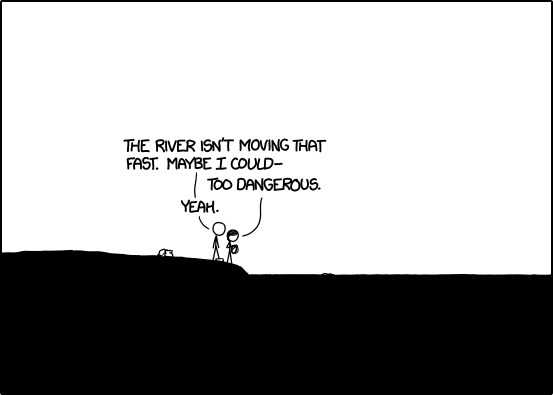 THE RIVER ISN'T MOVING THAT
FAST. MAYBE I COULD—
TOO DANGEROUS.
YEAH.